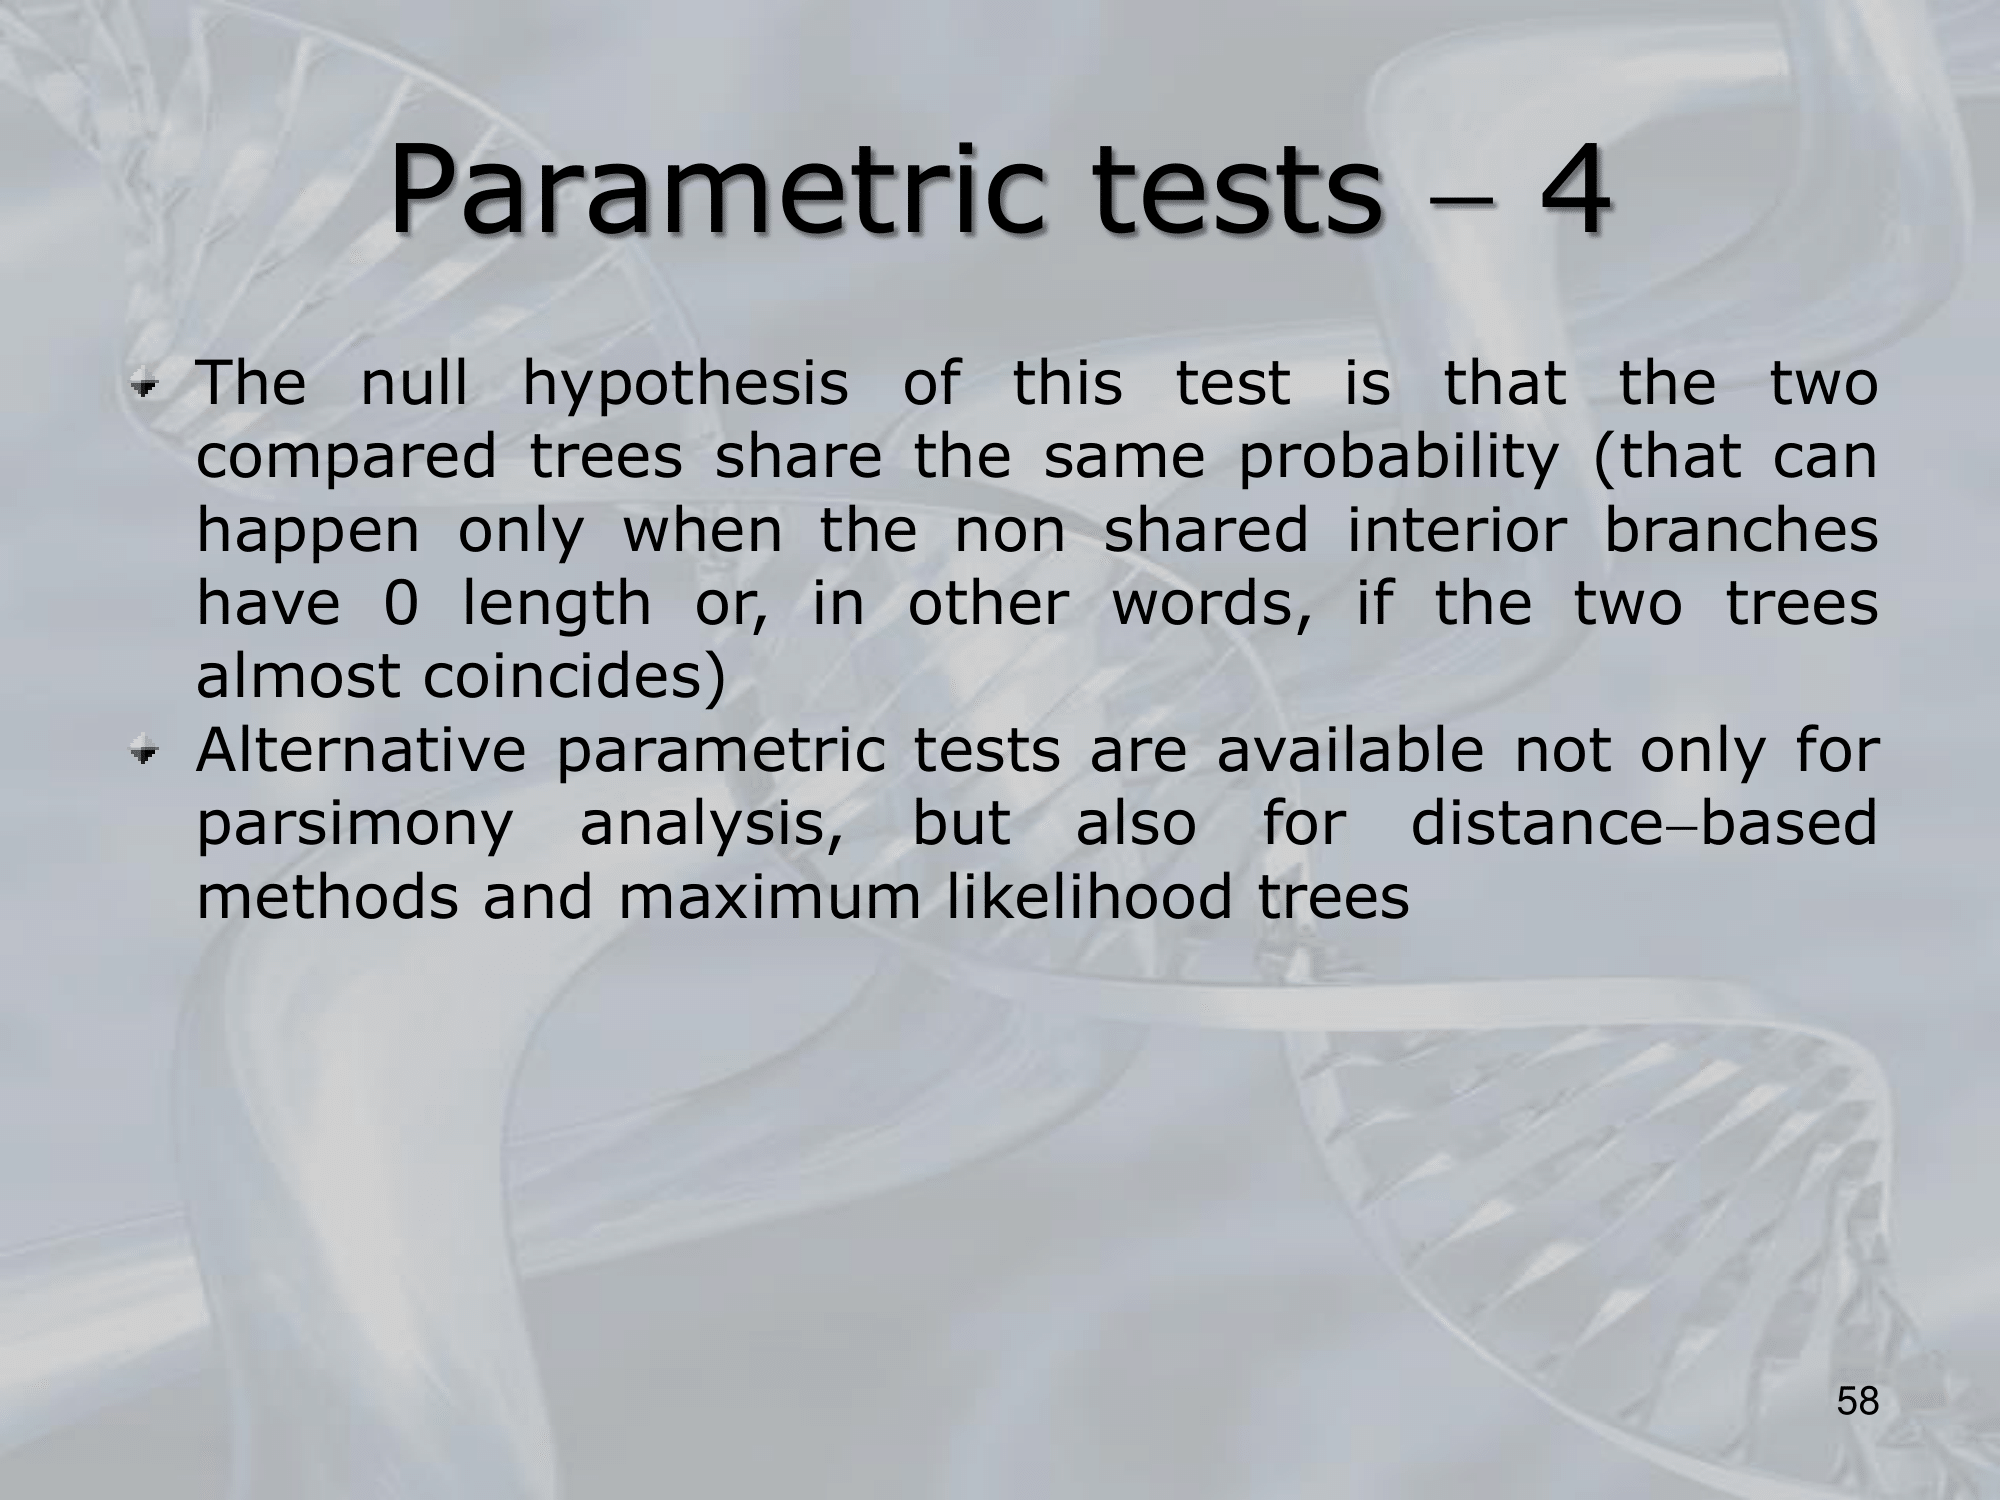 Parametric tests – 4
The null hypothesis of this test is that the two
compared trees share the same probability (that can
happen only when the non shared interior branches
have 0 length or, in other words, if the two trees
almost coincides)
Alternative parametric tests are available not only for
parsimony analysis, but also for distance–based
methods and maximum likelihood trees
58